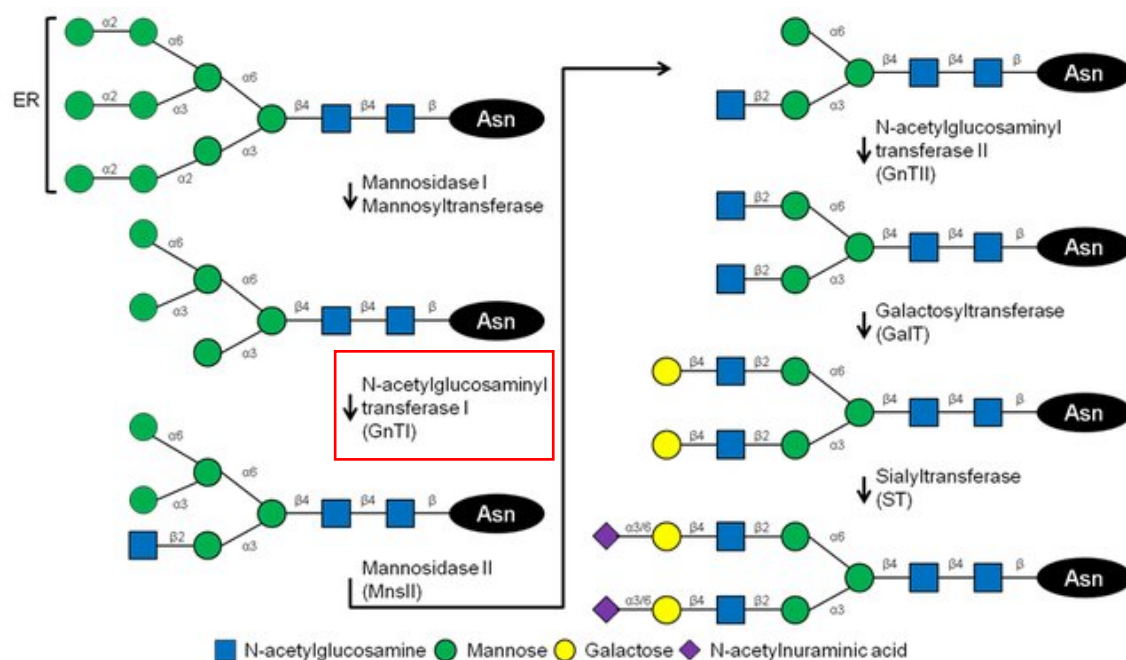 ER
α2
α6
α2
α3
α6
α2
α2
α3
β4
β4
β
Asn
Mannosidase I
Mannosyltransferase
α6
α3
α6
α3
β4
β4
β
Asn
N-acetylglucosaminyl
transferase I
(GnTI)
α6
α3
β2
α6
α3
β4
β4
β
Asn
Mannosidase II
(MnsII)
α6
β2
α3
β4
β4
β
Asn
N-acetylglucosaminyl
transferase II
(GnTII)
β2
α6
β2
α3
β4
β4
β
Asn
Galactosyltransferase
(GalT)
β4
β2
α6
β4
β2
α3
β4
β4
β
Asn
Sialyltransferase
(ST)
α3/6
β4
β2
α6
α3/6
β4
β2
α3
β4
β4
β
Asn
N-acetylglucosamine
Mannose
Galactose
N-acetylnuraminic acid